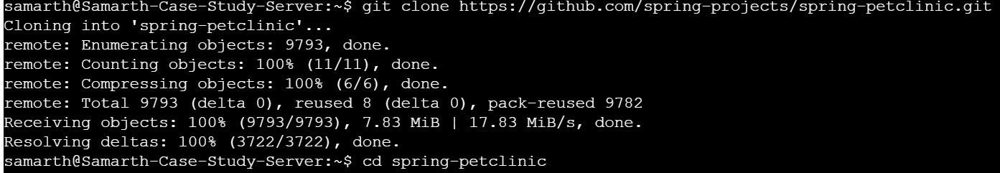 samarth@Samarth-Case-Study-Server:~$ git clone https://github.com/spring-projects/spring-petclinic.git
Cloning into 'spring-petclinic'...
remote: Enumerating objects: 9793, done.
remote: Counting objects: 100% (11/11), done.
remote: Compressing objects: 100% (6/6), done.
remote: Total 9793 (delta 0), reused 8 (delta 0), pack-reused 9782
Receiving objects: 100% (9793/9793), 7.83 MiB | 17.83 MiB/s, done.
Resolving deltas: 100% (3722/3722), done.
samarth@Samarth-Case-Study-Server:~$ cd spring-petclinic